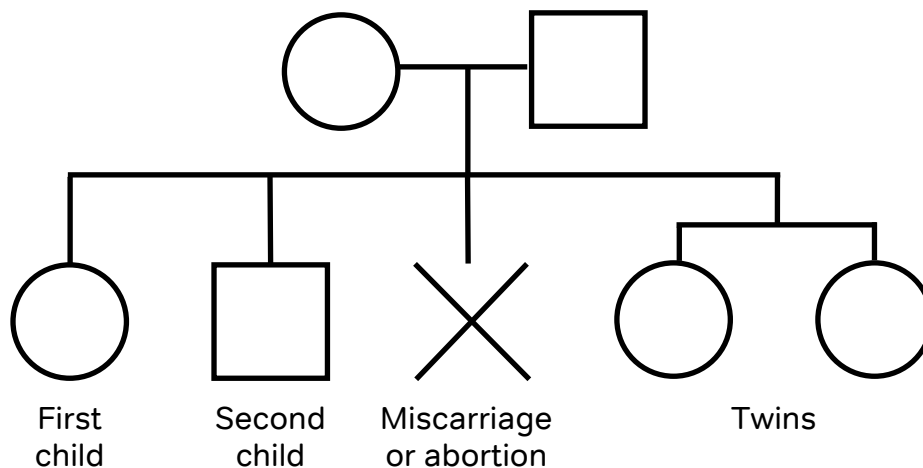 First
child
Second
child
Miscarriage
or abortion
Twins